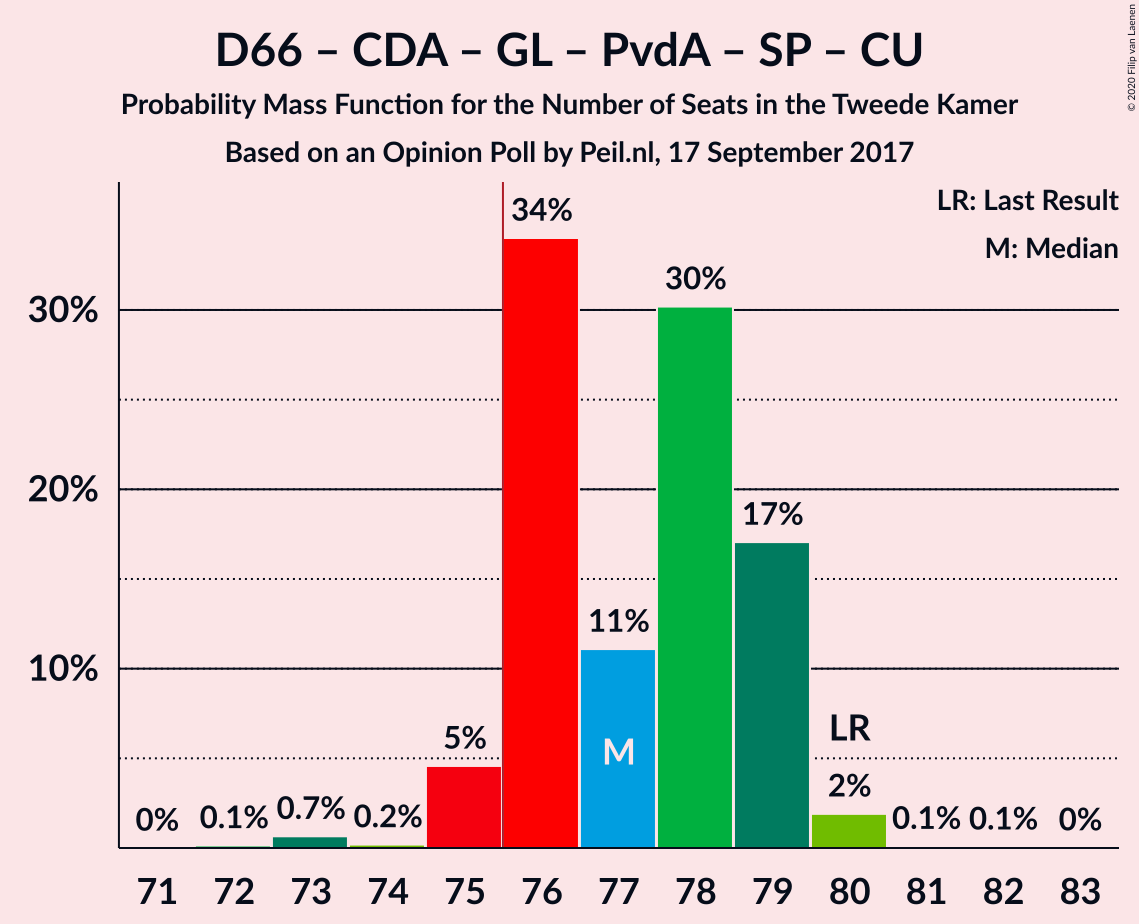 D66 – CDA – GL – PvdA – SP – CU
Probability Mass Function for the Number of Seats in the Tweede Kamer
Based on an Opinion Poll by Peil.nl, 17 September 2017
© 2020 Filip van Laenen
LR: Last Result
M: Median
34%
30%
30%
20%
17%
11%
10%
LR
5%
M
2%
0%
0.1%
0.7%
0.2%
0.1%
0.1%
0%
71 72 73 74 75 76 77 78 79 80 81 82 83